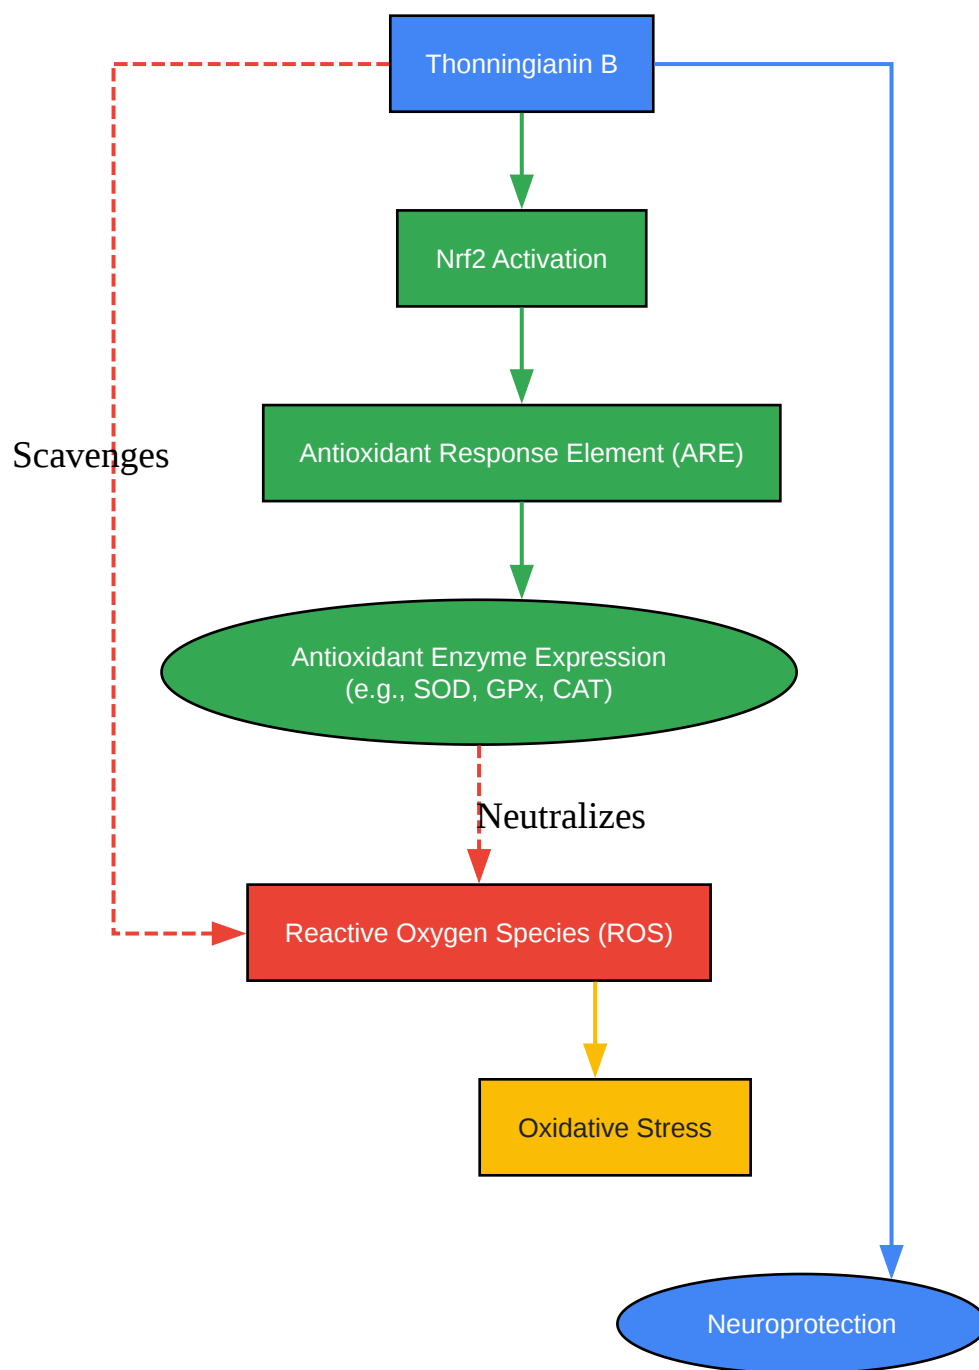 Thonningianin B
Nrf2 Activation
Antioxidant Response Element (ARE)
Scavenges
Antioxidant Enzyme Expression
(e.g., SOD, GPx, CAT)
Neutralizes
Reactive Oxygen Species (ROS)
Oxidative Stress
Neuroprotection